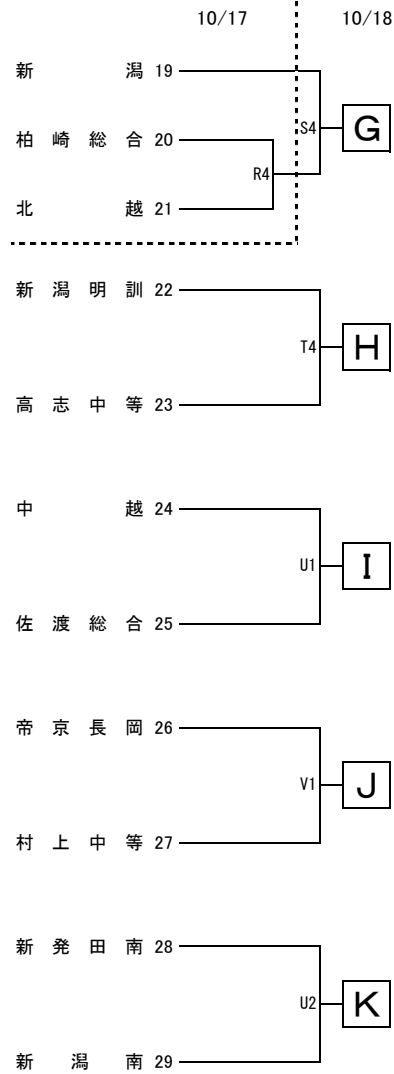 10/17 10/18
新潟 19
S4 G
柏崎総合 20
R4
北越 21
新潟明訓 22
T4 H
高志中等 23
中越 24
U1 I
佐渡総合 25
帝京長岡 26
V1 J
村上中等 27
新発田南 28
U2 K
新潟南 29